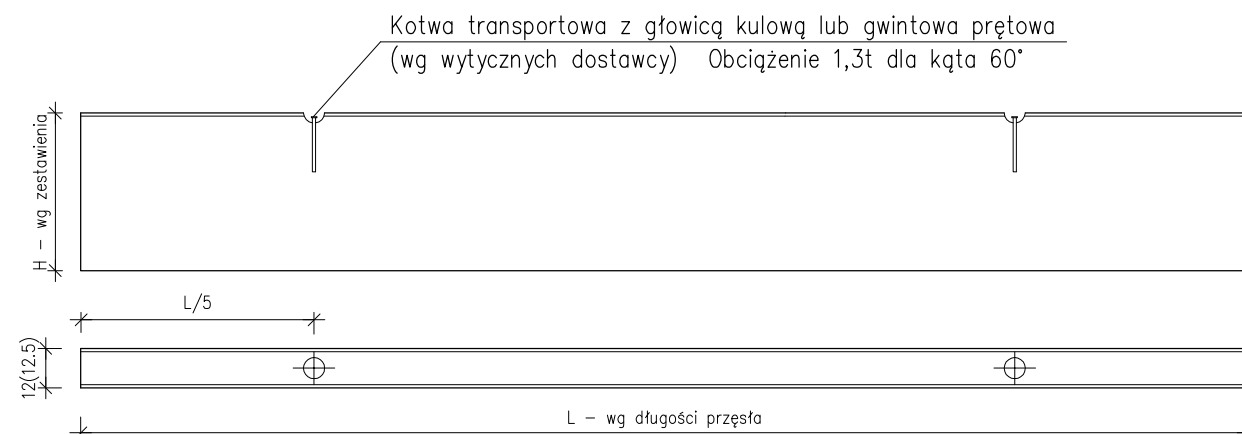 Kotwa transportowa z głowicą kulową lub gwintowa prętowa
(wg wytycznych dostawcy) Obciążenie 1,3t dla kąta 60°
H – wg zestawienia
L/5
12(12.5)
L – wg długości przęsła